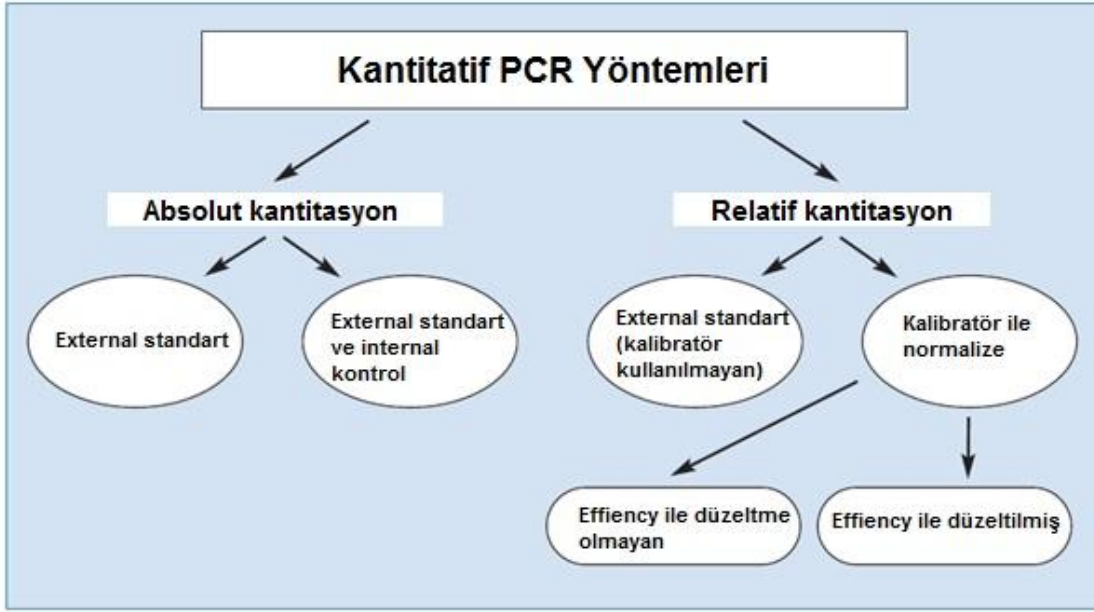 Kantitatif PCR Yöntemleri
Absolut kantitasyon
Relatif kantitasyon
External standart
External standart
ve internal
kontrol
External standart
(kalibratör
kullanılmayan)
Kalibratör ile
normalize
Effiency ile düzeltme
olmayan
Effiency ile düzeltilmiş